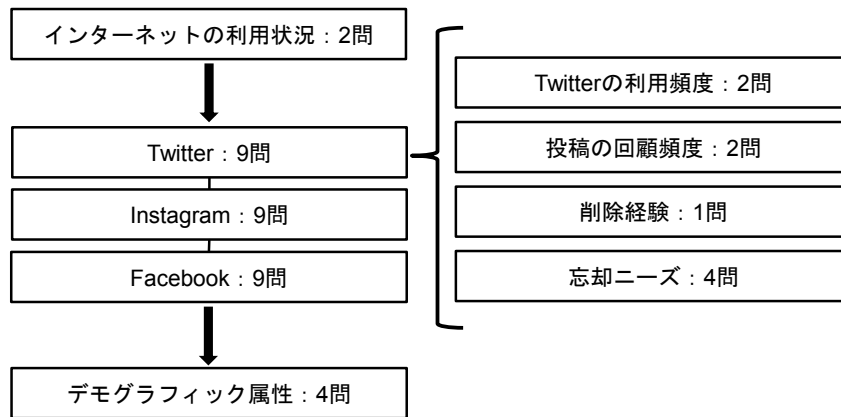 インターネットの利用状況：2問
Twitter：9問
Instagram：9問
Facebook：9問
デモグラフィック属性：4問
Twitterの利用頻度：2問
投稿の回顧頻度：2問
削除経験：1問
忘却ニーズ：4問